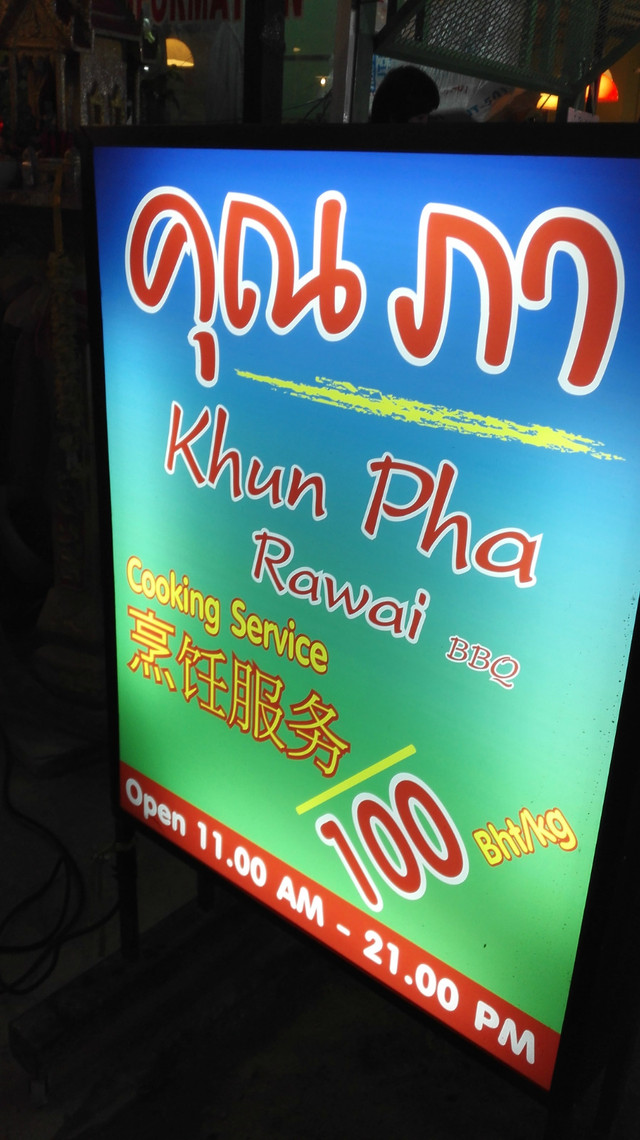 INFORMATION
คุณ ภา
Khun Pha
Rawai
BBQ
Cooking Service
烹饪服务
/100 Bht/kg
Open 11.00 AM - 21.00 PM